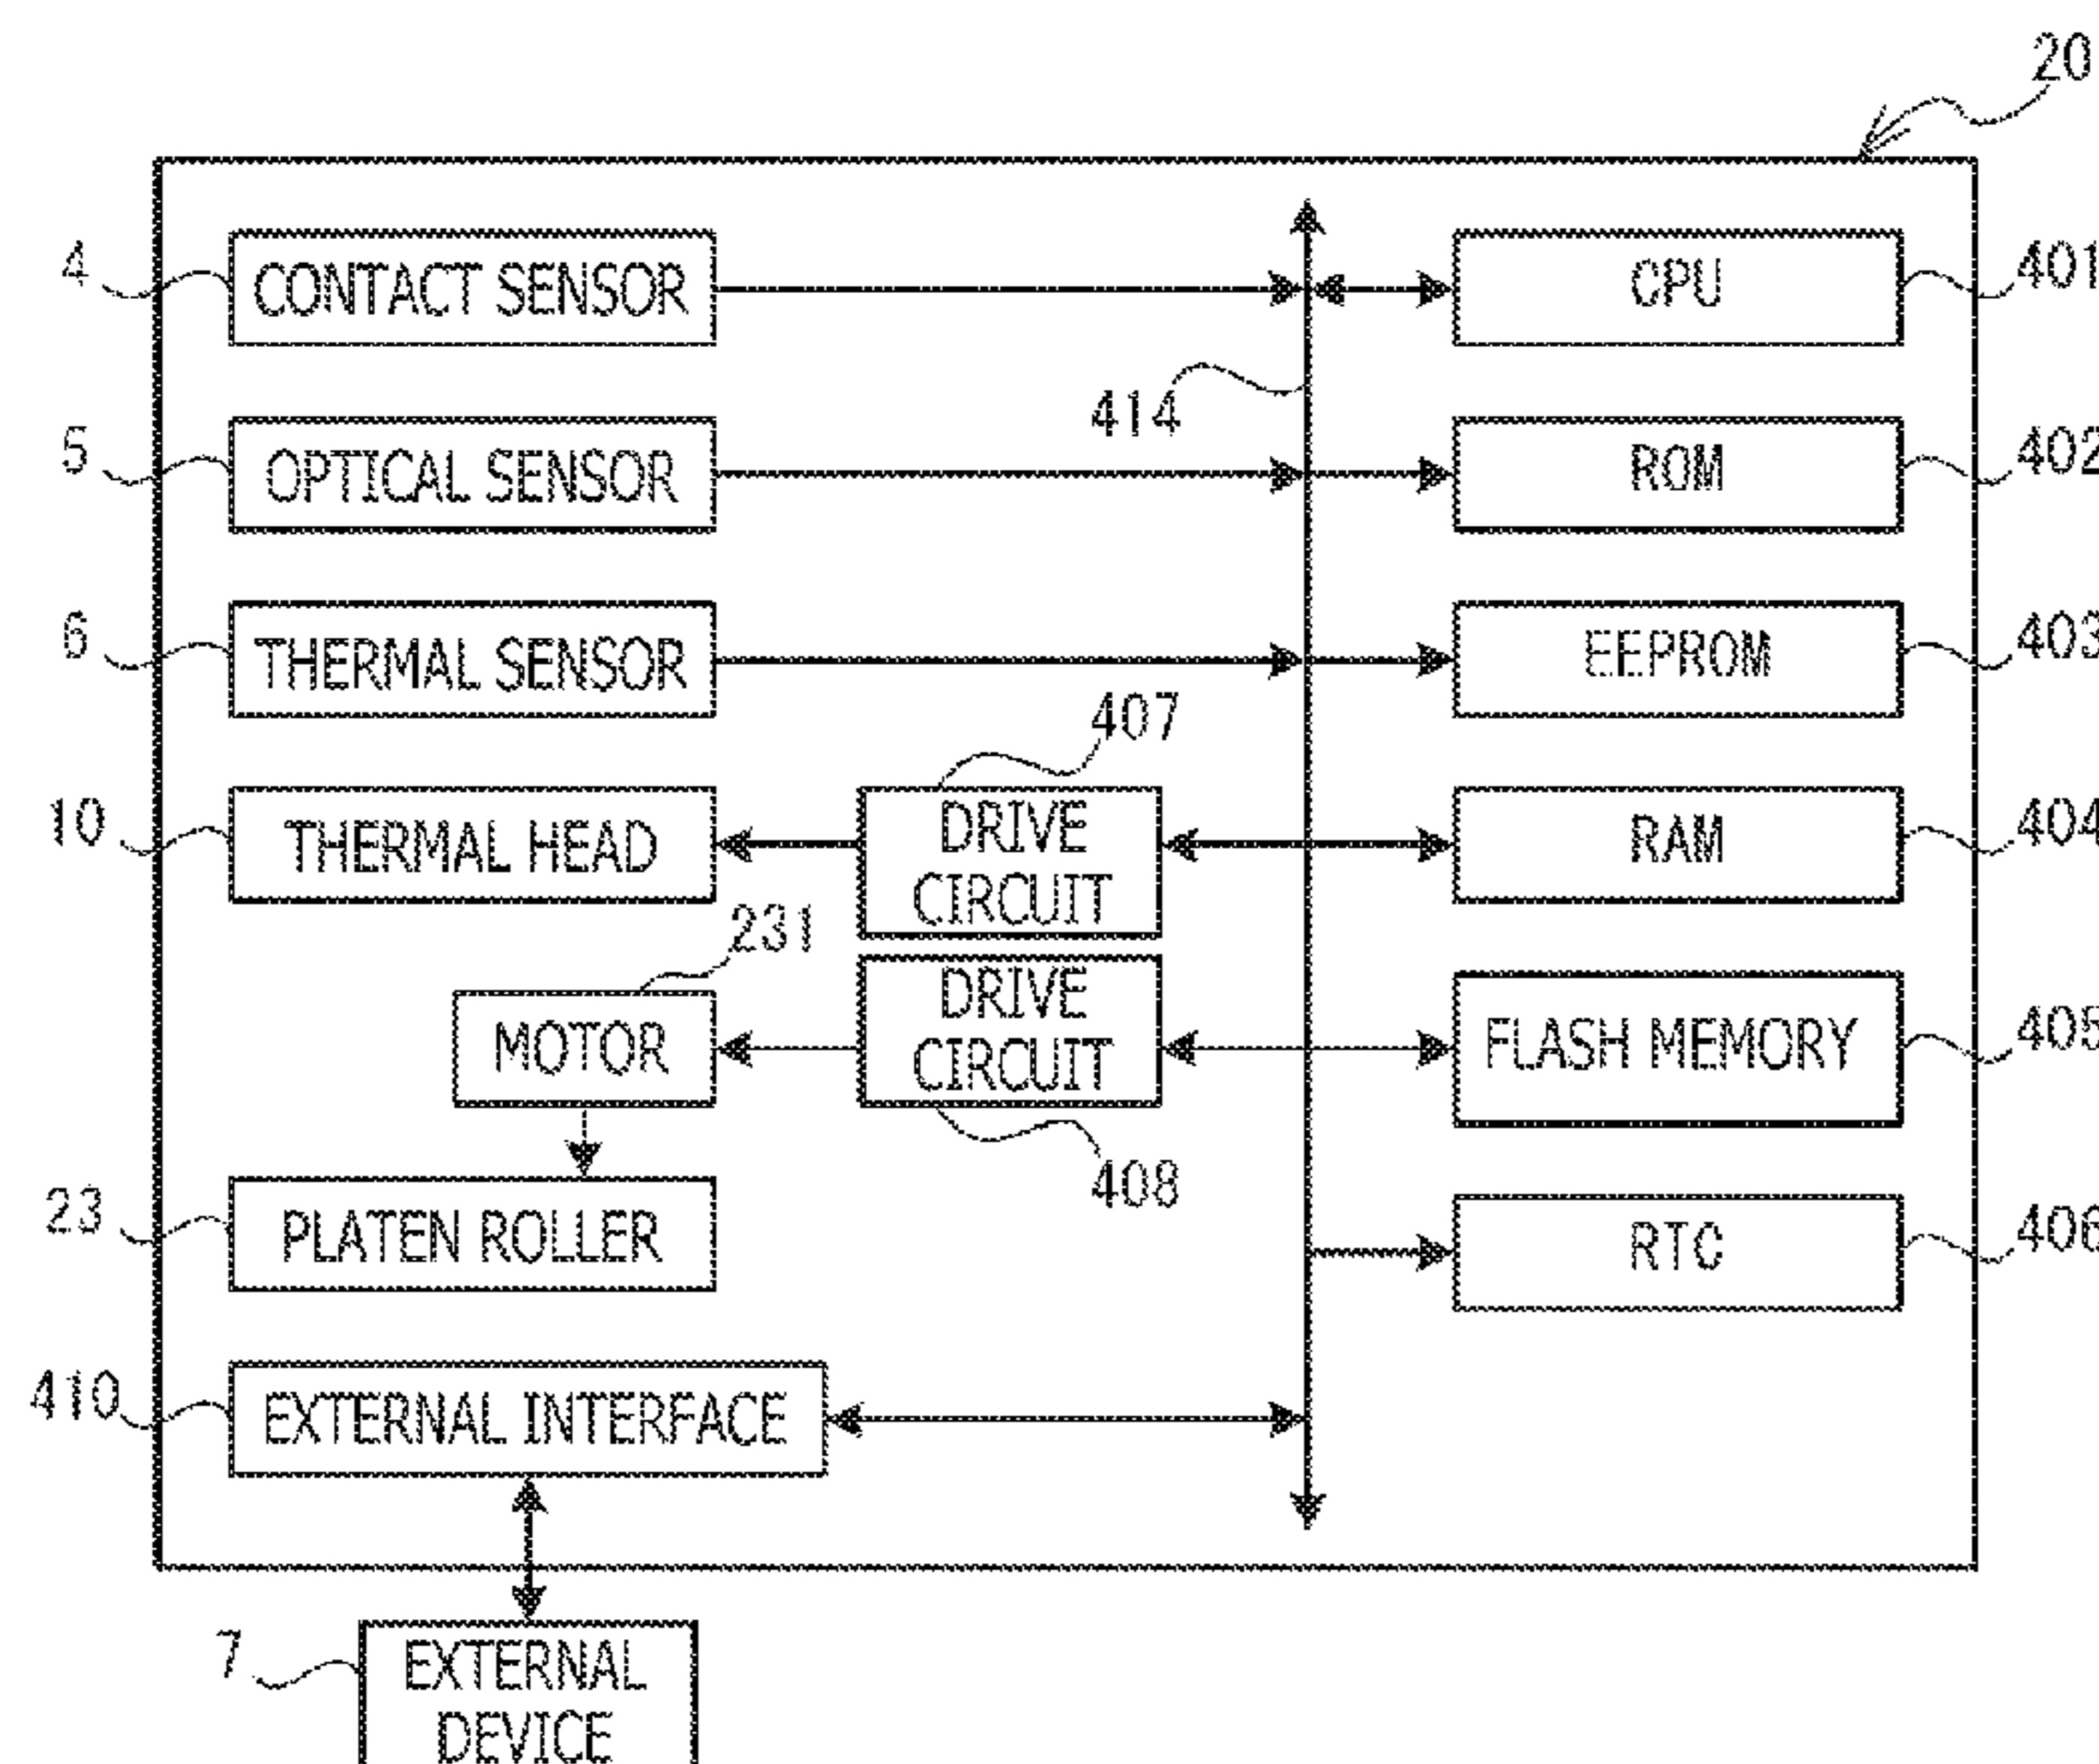 20
4 CONTACT SENSOR CPU 401
414
5 OPTICAL SENSOR ROM 402
6 THERMAL SENSOR EEPROM 403
407
10 THERMAL HEAD DRIVE CIRCUIT RAM 404
231
MOTOR DRIVE CIRCUIT FLASH MEMORY 405
408
23 PLATEN ROLLER RTC 406
410 EXTERNAL INTERFACE
7 EXTERNAL
DEVICE